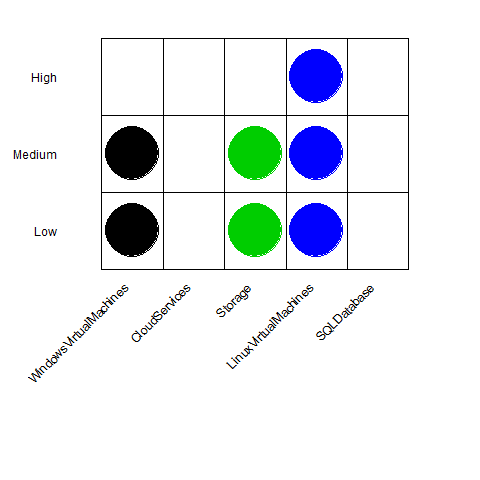 High
Medium
Low
WindowsVirtualMachines
CloudServices
Storage
LinuxVirtualMachines
SQLDatabase